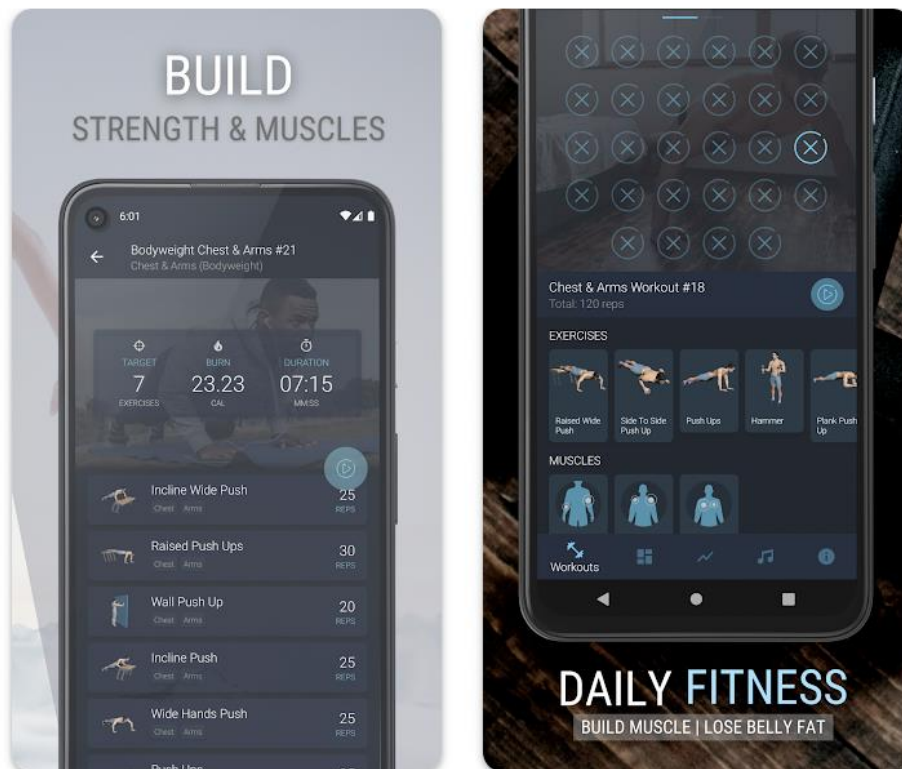 BUILD
STRENGTH & MUSCLES
6:01
Bodyweight Chest & Arms #21
Chest & Arms (Bodyweight)
TARGET
7
EXERCISES
BURN
23.23
CAL
DURATION
07:15
MM:SS
Incline Wide Push
Chest Arms
25
REPS
Raised Push Ups
Chest Arms
30
REPS
Wall Push Up
Chest Arms
20
REPS
Incline Push
Chest Arms
25
REPS
Wide Hands Push
Chest Arms
25
REPS
Push Ups
Chest & Arms Workout #18
Total: 120 reps
EXERCISES
Raised Wide
Push
Side To Side
Push Up
Push Ups
Hammer
Plank Push
Up
MUSCLES
Workouts
DAILY FITNESS
BUILD MUSCLE | LOSE BELLY FAT